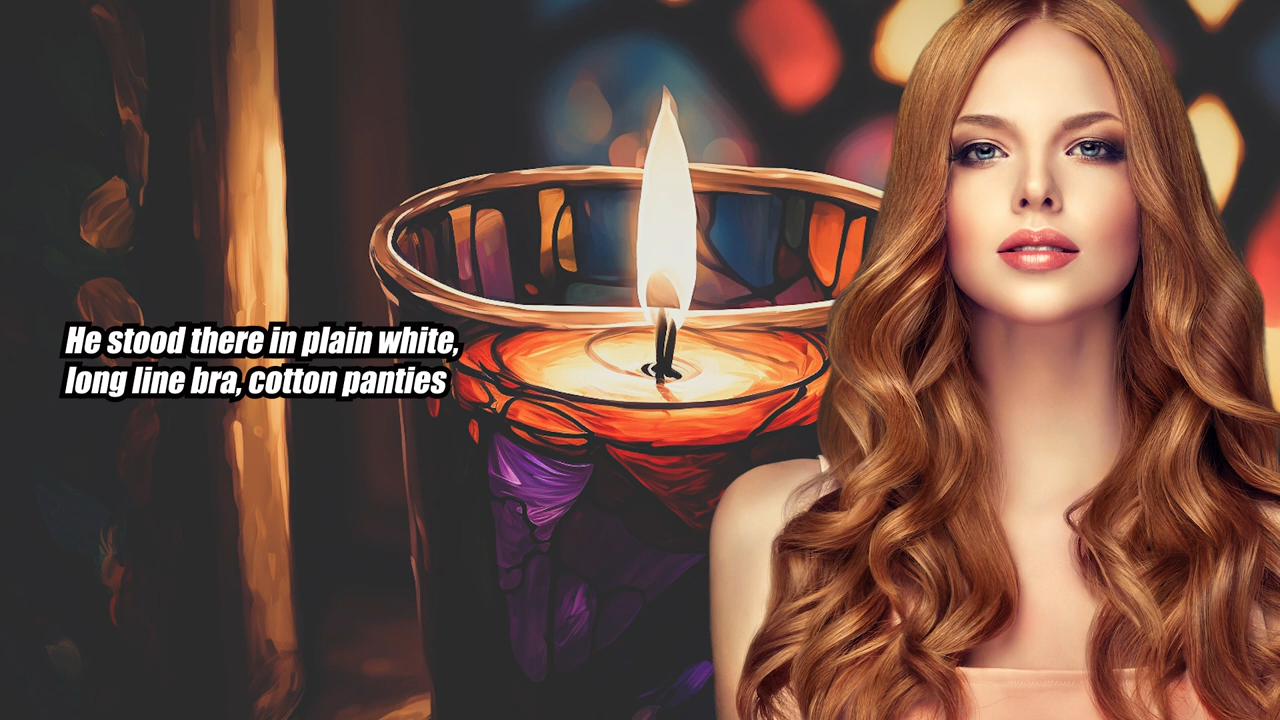 He stood there in plain white,
long line bra, cotton panties